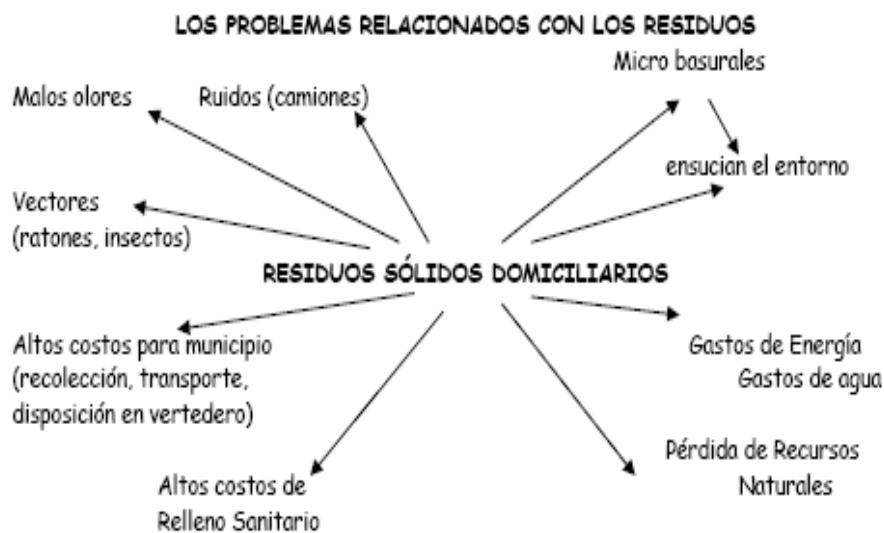 LOS PROBLEMAS RELACIONADOS CON LOS RESIDUOS
Micro basurales
Malos olores
Ruidos (camiones)
ensucian el entorno
Vectores
(ratones, insectos)
RESIDUOS SÓLIDOS DOMICILIARIOS
Altos costos para municipio
(recolección, transporte,
disposición en vertedero)
Gastos de Energía
Gastos de agua
Pérdida de Recursos
Naturales
Altos costos de
Relleno Sanitario